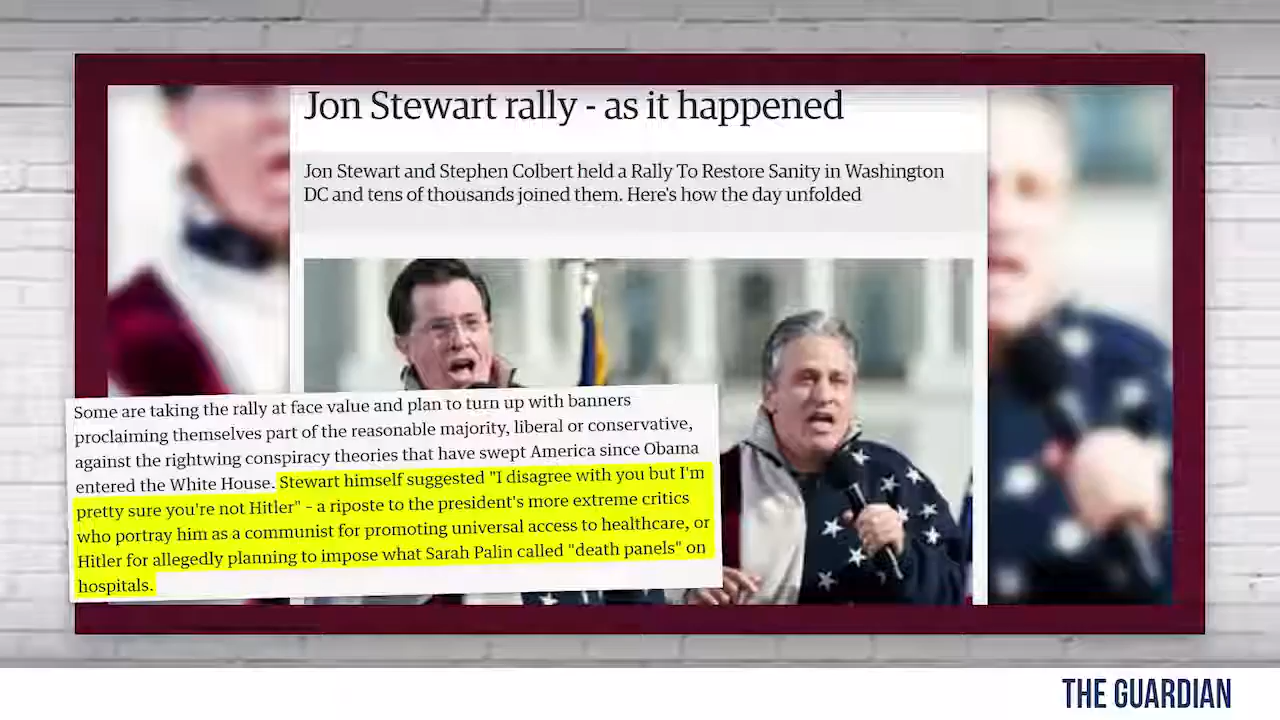 Jon Stewart rally - as it happened
Jon Stewart and Stephen Colbert held a Rally To Restore Sanity in Washington
DC and tens of thousands joined them. Here's how the day unfolded
Some are taking the rally at face value and plan to turn up with banners
proclaiming themselves part of the reasonable majority, liberal or conservative,
against the rightwing conspiracy theories that have swept America since Obama
entered the White House. Stewart himself suggested "I disagree with you but I'm
pretty sure you're not Hitler" - a riposte to the president's more extreme critics
who portray him as a communist for promoting universal access to healthcare, or
Hitler for allegedly planning to impose what Sarah Palin called "death panels" on
hospitals.
THE GUARDIAN